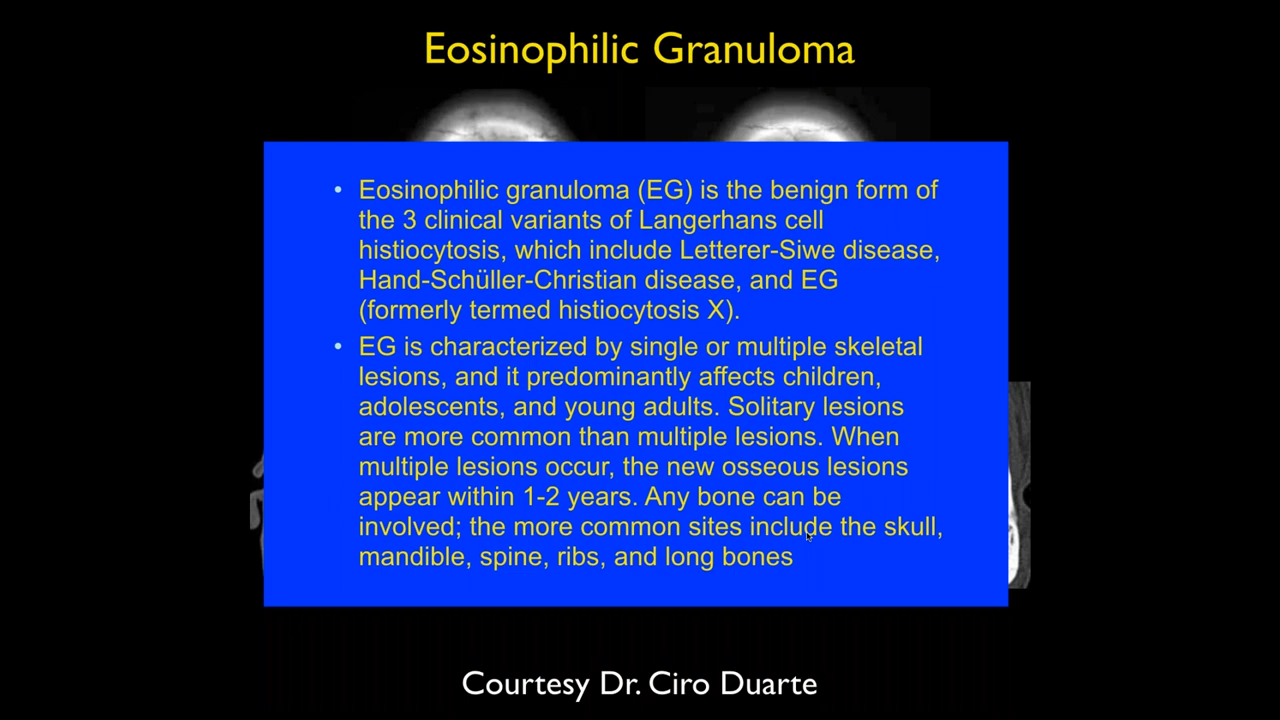 Eosinophilic Granuloma
• Eosinophilic granuloma (EG) is the benign form of
the 3 clinical variants of Langerhans cell
histiocytosis, which include Letterer-Siwe disease,
Hand-Schüller-Christian disease, and EG
(formerly termed histiocytosis X).
• EG is characterized by single or multiple skeletal
lesions, and it predominantly affects children,
adolescents, and young adults. Solitary lesions
are more common than multiple lesions. When
multiple lesions occur, the new osseous lesions
appear within 1-2 years. Any bone can be
involved; the more common sites include the skull,
mandible, spine, ribs, and long bones
Courtesy Dr. Ciro Duarte